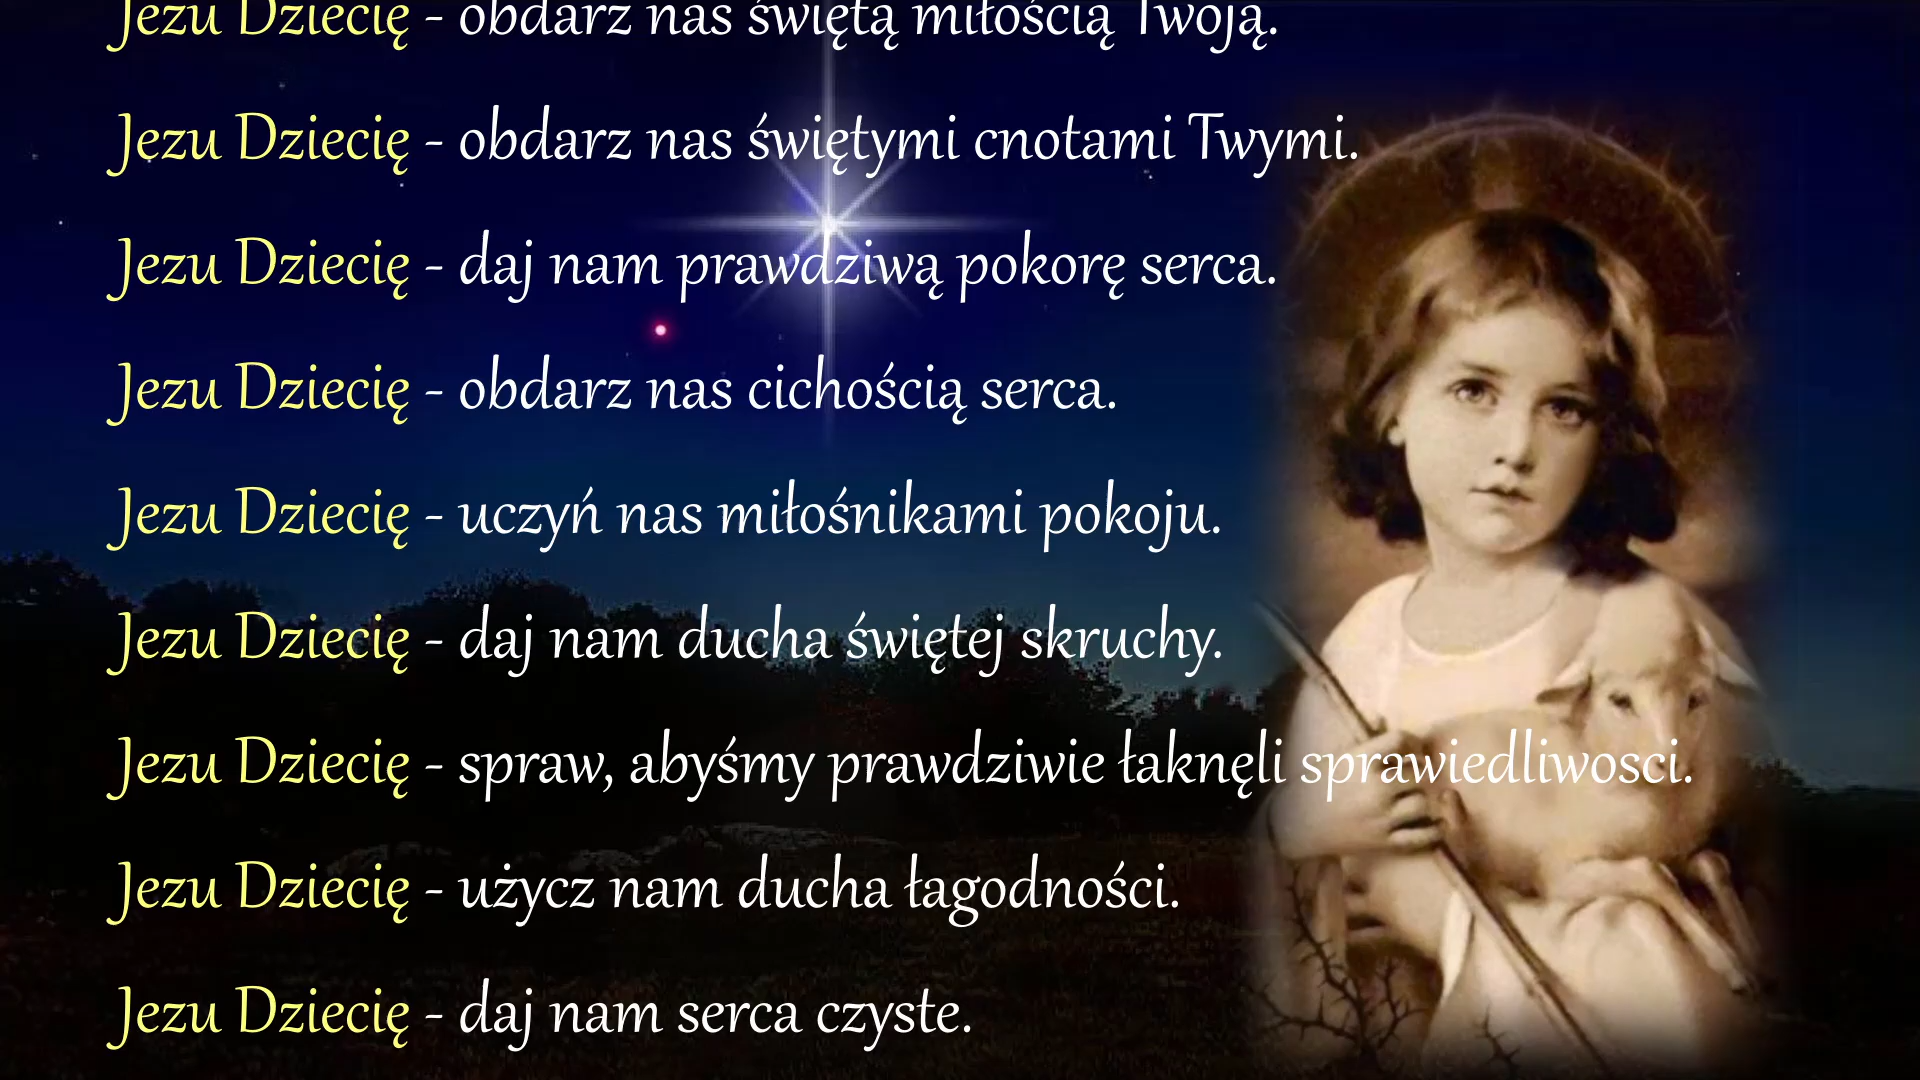 Jezu Dziecię - obdarz nas świętą miłością Twoją.
Jezu Dziecię - obdarz nas świętymi cnotami Twymi.
Jezu Dziecię - daj nam prawdziwą pokorę serca.
Jezu Dziecię - obdarz nas cichością serca.
Jezu Dziecię - uczyń nas miłośnikami pokoju.
Jezu Dziecię - daj nam ducha świętej skruchy.
Jezu Dziecię - spraw, abyśmy prawdziwie łaknęli sprawiedliwosci.
Jezu Dziecię - użycz nam ducha łagodności.
Jezu Dziecię - daj nam serca czyste.